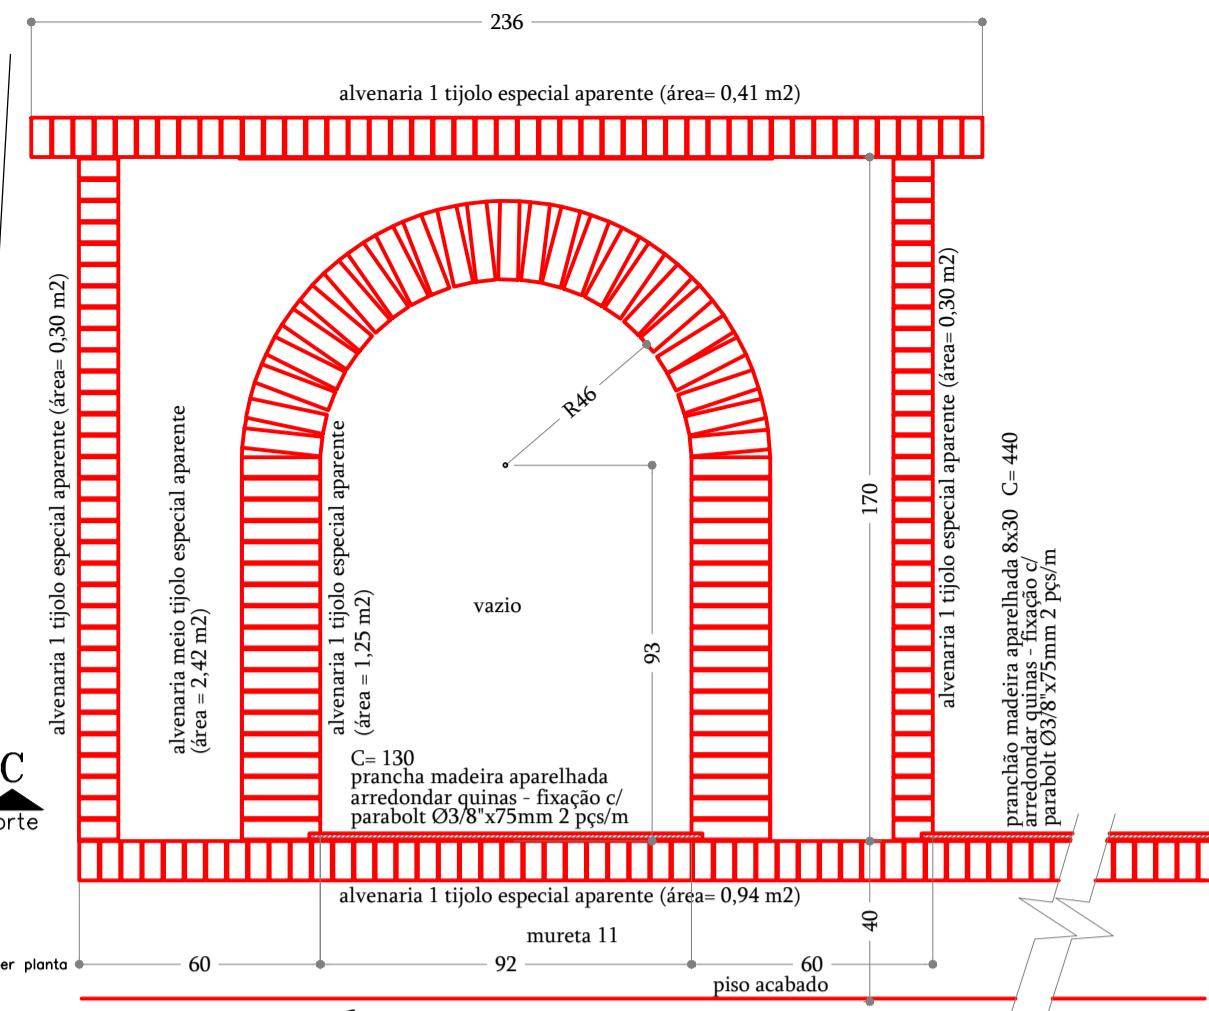 236
alvenaria 1 tijolo especial aparente (área= 0,41 m2)
alvenaria 1 tijolo especial aparente (área= 0,30 m2)
alvenaria meio tijolo especial aparente
(área = 2,42 m2)
alvenaria 1 tijolo especial aparente
(área = 1,25 m2)
R46
vazio
93
170
alvenaria 1 tijolo especial aparente (área= 0,30 m2)
pranchão madeira aparelhada 8x30 C= 440
arredondar quinas - fixação c/
parabolt Ø3/8"x75mm 2 pçs/m
C= 130
prancha madeira aparelhada
arredondar quinas - fixação c/
parabolt Ø3/8"x75mm 2 pçs/m
C
orte
alvenaria 1 tijolo especial aparente (área= 0,94 m2)
mureta 11
40
er planta
60
92
60
piso acabado